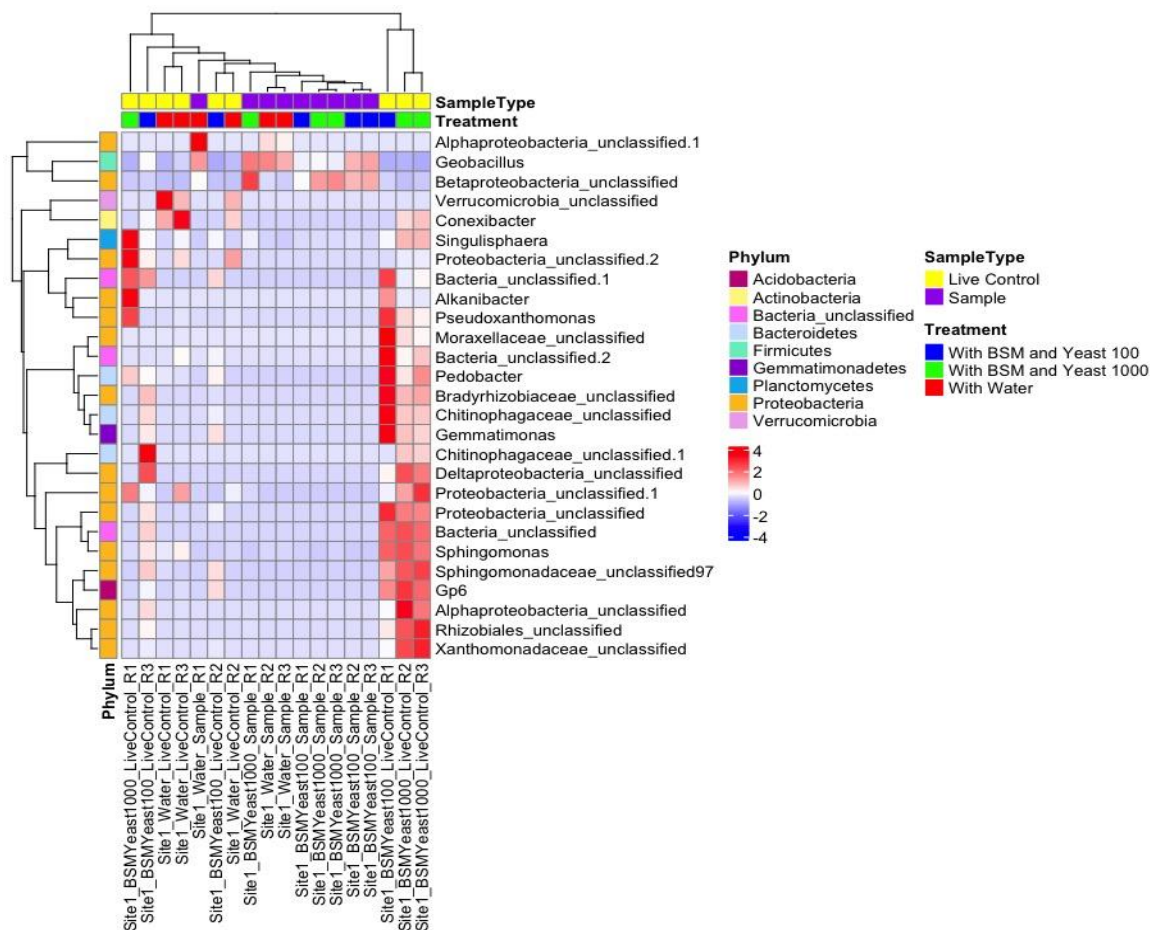 SampleType
Treatment
Alphaproteobacteria_unclassified.1
Geobacillus
Betaproteobacteria_unclassified
Verrucomicrobia_unclassified
Conexibacter
Singulisphaera
Proteobacteria_unclassified.2
Bacteria_unclassified.1
Alkanibacter
Pseudoxanthomonas
Moraxellaceae_unclassified
Bacteria_unclassified.2
Pedobacter
Bradyrhizobiaceae_unclassified
Chitinophagaceae_unclassified
Gemmatimonas
Chitinophagaceae_unclassified.1
Deltaproteobacteria_unclassified
Proteobacteria_unclassified.1
Proteobacteria_unclassified
Bacteria_unclassified
Sphingomonas
Sphingomonadaceae_unclassified97
Gp6
Alphaproteobacteria_unclassified
Rhizobiales_unclassified
Xanthomonadaceae_unclassified
Phylum
Site1_BSMYeast1000_LiveControl_R1
Site1_BSMYeast100_LiveControl_R3
Site1_Water_LiveControl_R1
Site1_Water_LiveControl_R3
Site1_Water_Sample_R1
Site1_BSMYeast100_LiveControl_R2
Site1_Water_LiveControl_R2
Site1_BSMYeast1000_Sample_R1
Site1_Water_Sample_R2
Site1_Water_Sample_R3
Site1_BSMYeast100_Sample_R1
Site1_BSMYeast1000_Sample_R2
Site1_BSMYeast1000_Sample_R3
Site1_BSMYeast100_Sample_R2
Site1_BSMYeast100_Sample_R3
Site1_BSMYeast100_LiveControl_R1
Site1_BSMYeast1000_LiveControl_R2
Site1_BSMYeast1000_LiveControl_R3
Phylum
Acidobacteria
Actinobacteria
Bacteria_unclassified
Bacteroidetes
Firmicutes
Gemmatimonadetes
Planctomycetes
Proteobacteria
Verrucomicrobia
4
2
0
-2
-4
SampleType
Live Control
Sample
Treatment
With BSM and Yeast 100
With BSM and Yeast 1000
With Water